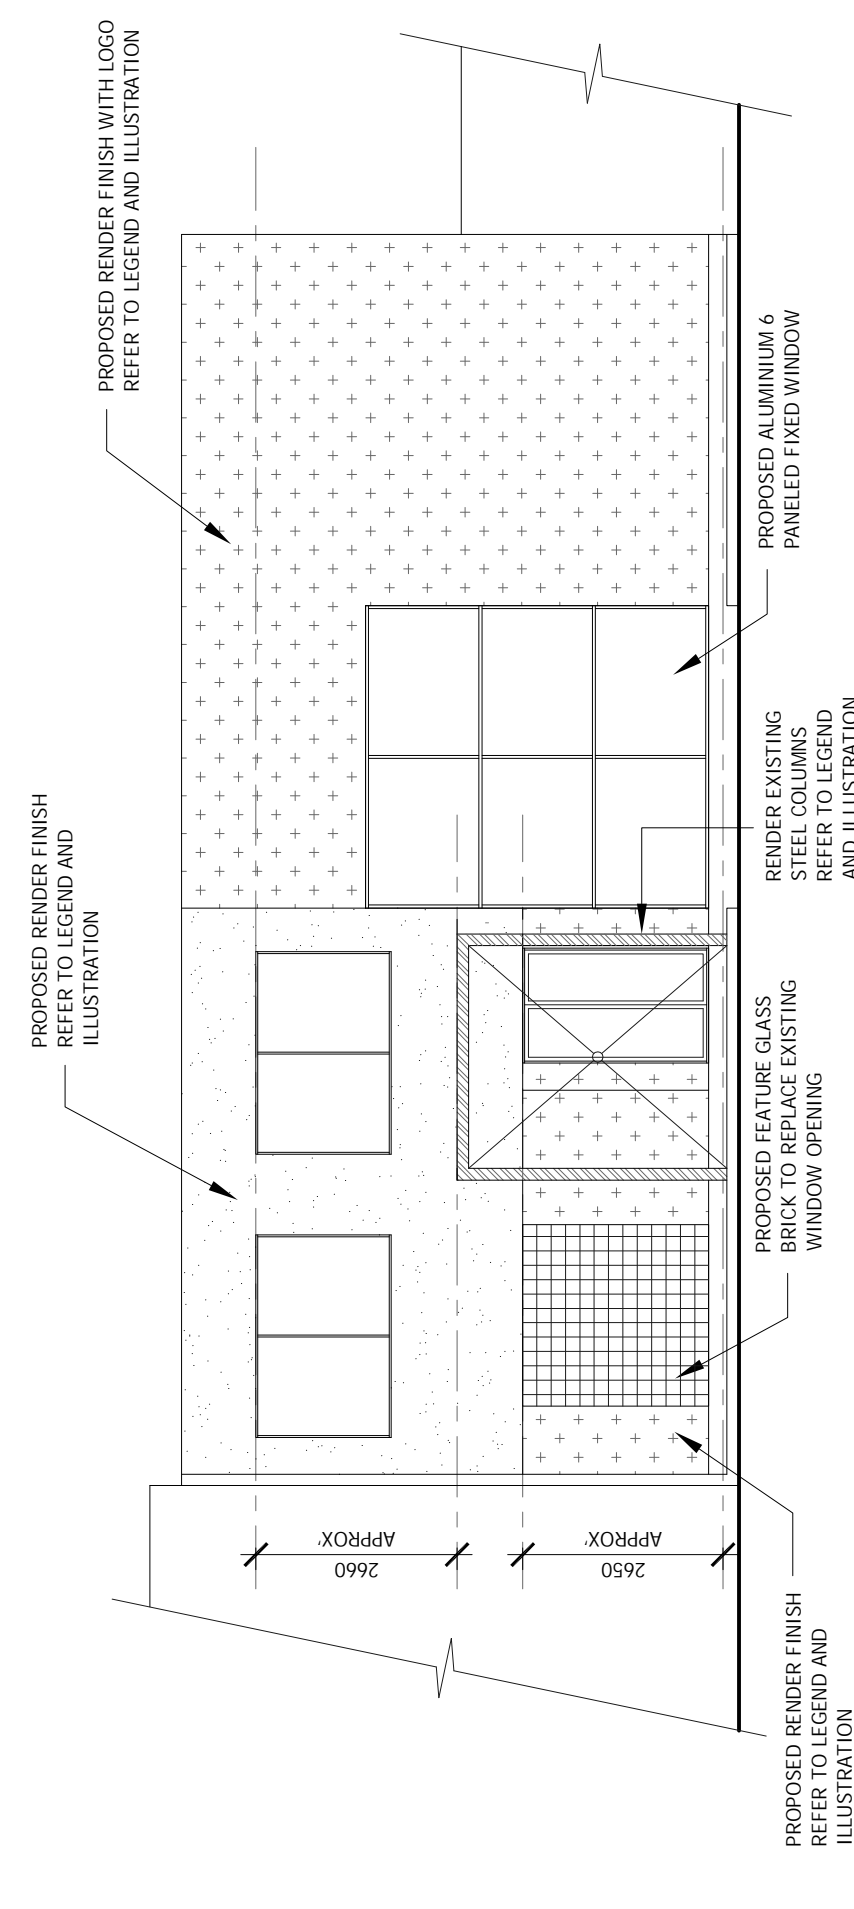 PROPOSED RENDER FINISH
REFER TO LEGEND AND
ILLUSTRATION
PROPOSED RENDER FINISH WITH LOGO
REFER TO LEGEND AND ILLUSTRATION
2660
APPROX'
2650
APPROX'
PROPOSED RENDER FINISH
REFER TO LEGEND AND
ILLUSTRATION
PROPOSED FEATURE GLASS
BRICK TO REPLACE EXISTING
WINDOW OPENING
RENDER EXISTING
STEEL COLUMNS
REFER TO LEGEND
AND ILLUSTRATION
PROPOSED ALUMINIUM 6
PANELED FIXED WINDOW